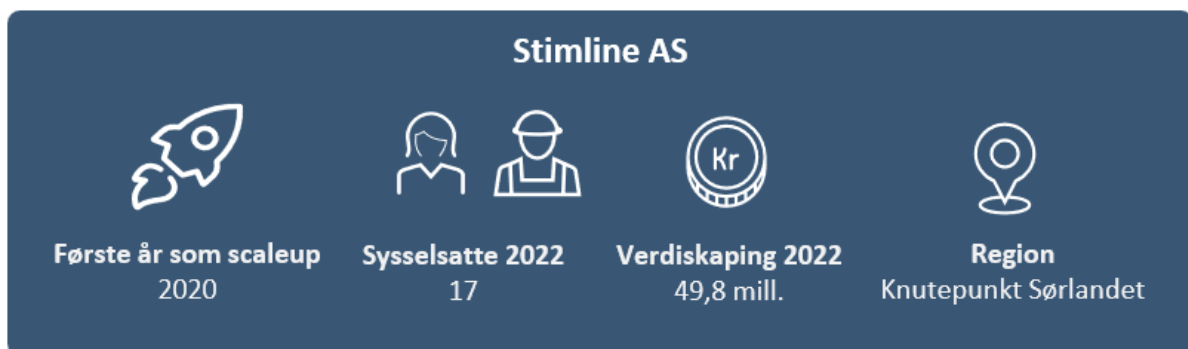 Stimline AS
Kr
Første år som scaleup
2020
Sysselsatte 2022
17
Verdiskaping 2022
49,8 mill.
Region
Knutepunkt Sørlandet